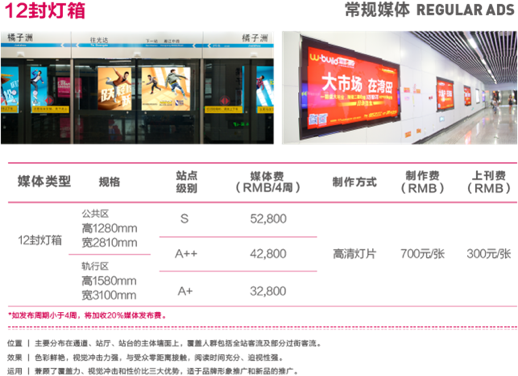 12封灯箱
常规媒体 REGULAR ADS
橘子洲
往光达
下一站
橘子洲
w-build
大市场 在湾田
媒体类型 规格 站点级别 媒体费(RMB/4周) 制作方式 制作费(RMB) 上刊费(RMB)
12封灯箱
公共区
高1280mm
宽2810mm
轨行区
高1580mm
宽3100mm
S 52,800
A++ 42,800
A+ 32,800
高清灯片 700元/张 300元/张
*如发布周期小于4周，将加收20%媒体发布费。
位置 | 主要分布在通道、站厅、站台的主体墙面上，覆盖人群包括全站客流及部分过街客流。
效果 | 色彩鲜艳，视觉冲击力强，与受众零距离接触，阅读时间充分、迫视性强。
运用 | 兼顾了覆盖力、视觉冲击和性价比三大优势，适于品牌形象推广和新品的推广。